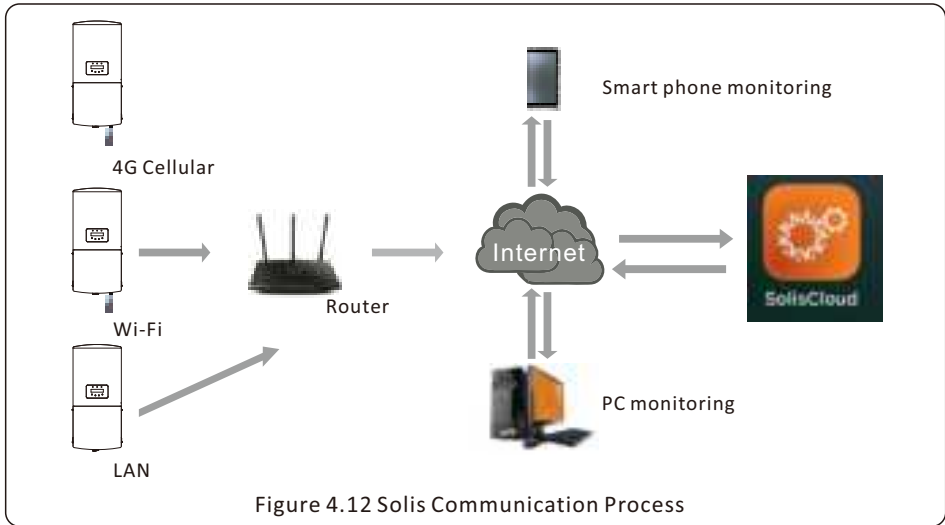 Smart phone monitoring
4G Cellular
Internet
SolisCloud
Router
Wi-Fi
PC monitoring
LAN
Figure 4.12 Solis Communication Process